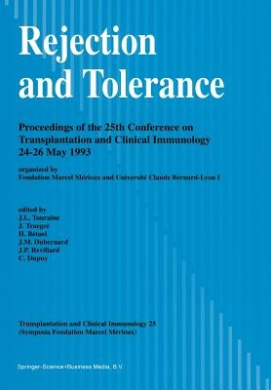 Rejection
and Tolerance
Proceedings of the 25th Conference on
Transplantation and Clinical Immunology
24-26 May 1993
organized by
Fondation Marcel Mérieux and Université Claude Bernard-Lyon 1
edited by
J.L. Touraine
J. Traeger
H. Bétuel
J.M. Dubernard
J.P. Revillard
C. Dupuy
Transplantation and Clinical Immunology 25
(Symposia Fondation Marcel Mérieux)
Springer-Science+Business Media, B.V.